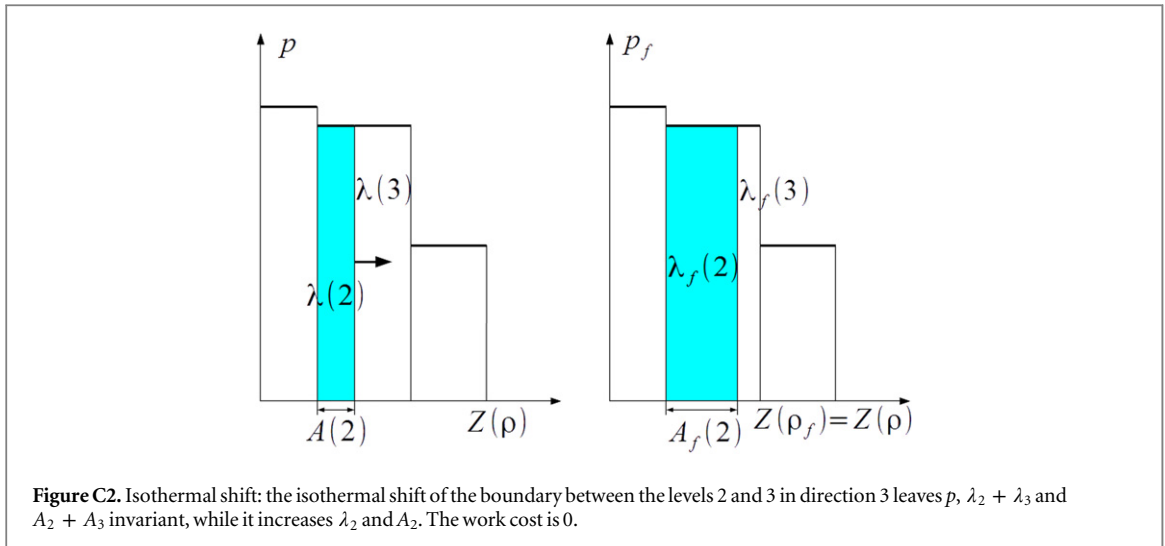 p
λ(3)
λ(2)
A(2)
Z(ρ)
p_f
λ_f(3)
λ_f(2)
A_f(2)
Z(ρ_f)=Z(ρ)
Figure C2. Isothermal shift: the isothermal shift of the boundary between the levels 2 and 3 in direction 3 leaves p, λ₂ + λ₃ and
A₂ + A₃ invariant, while it increases λ₂ and A₂. The work cost is 0.